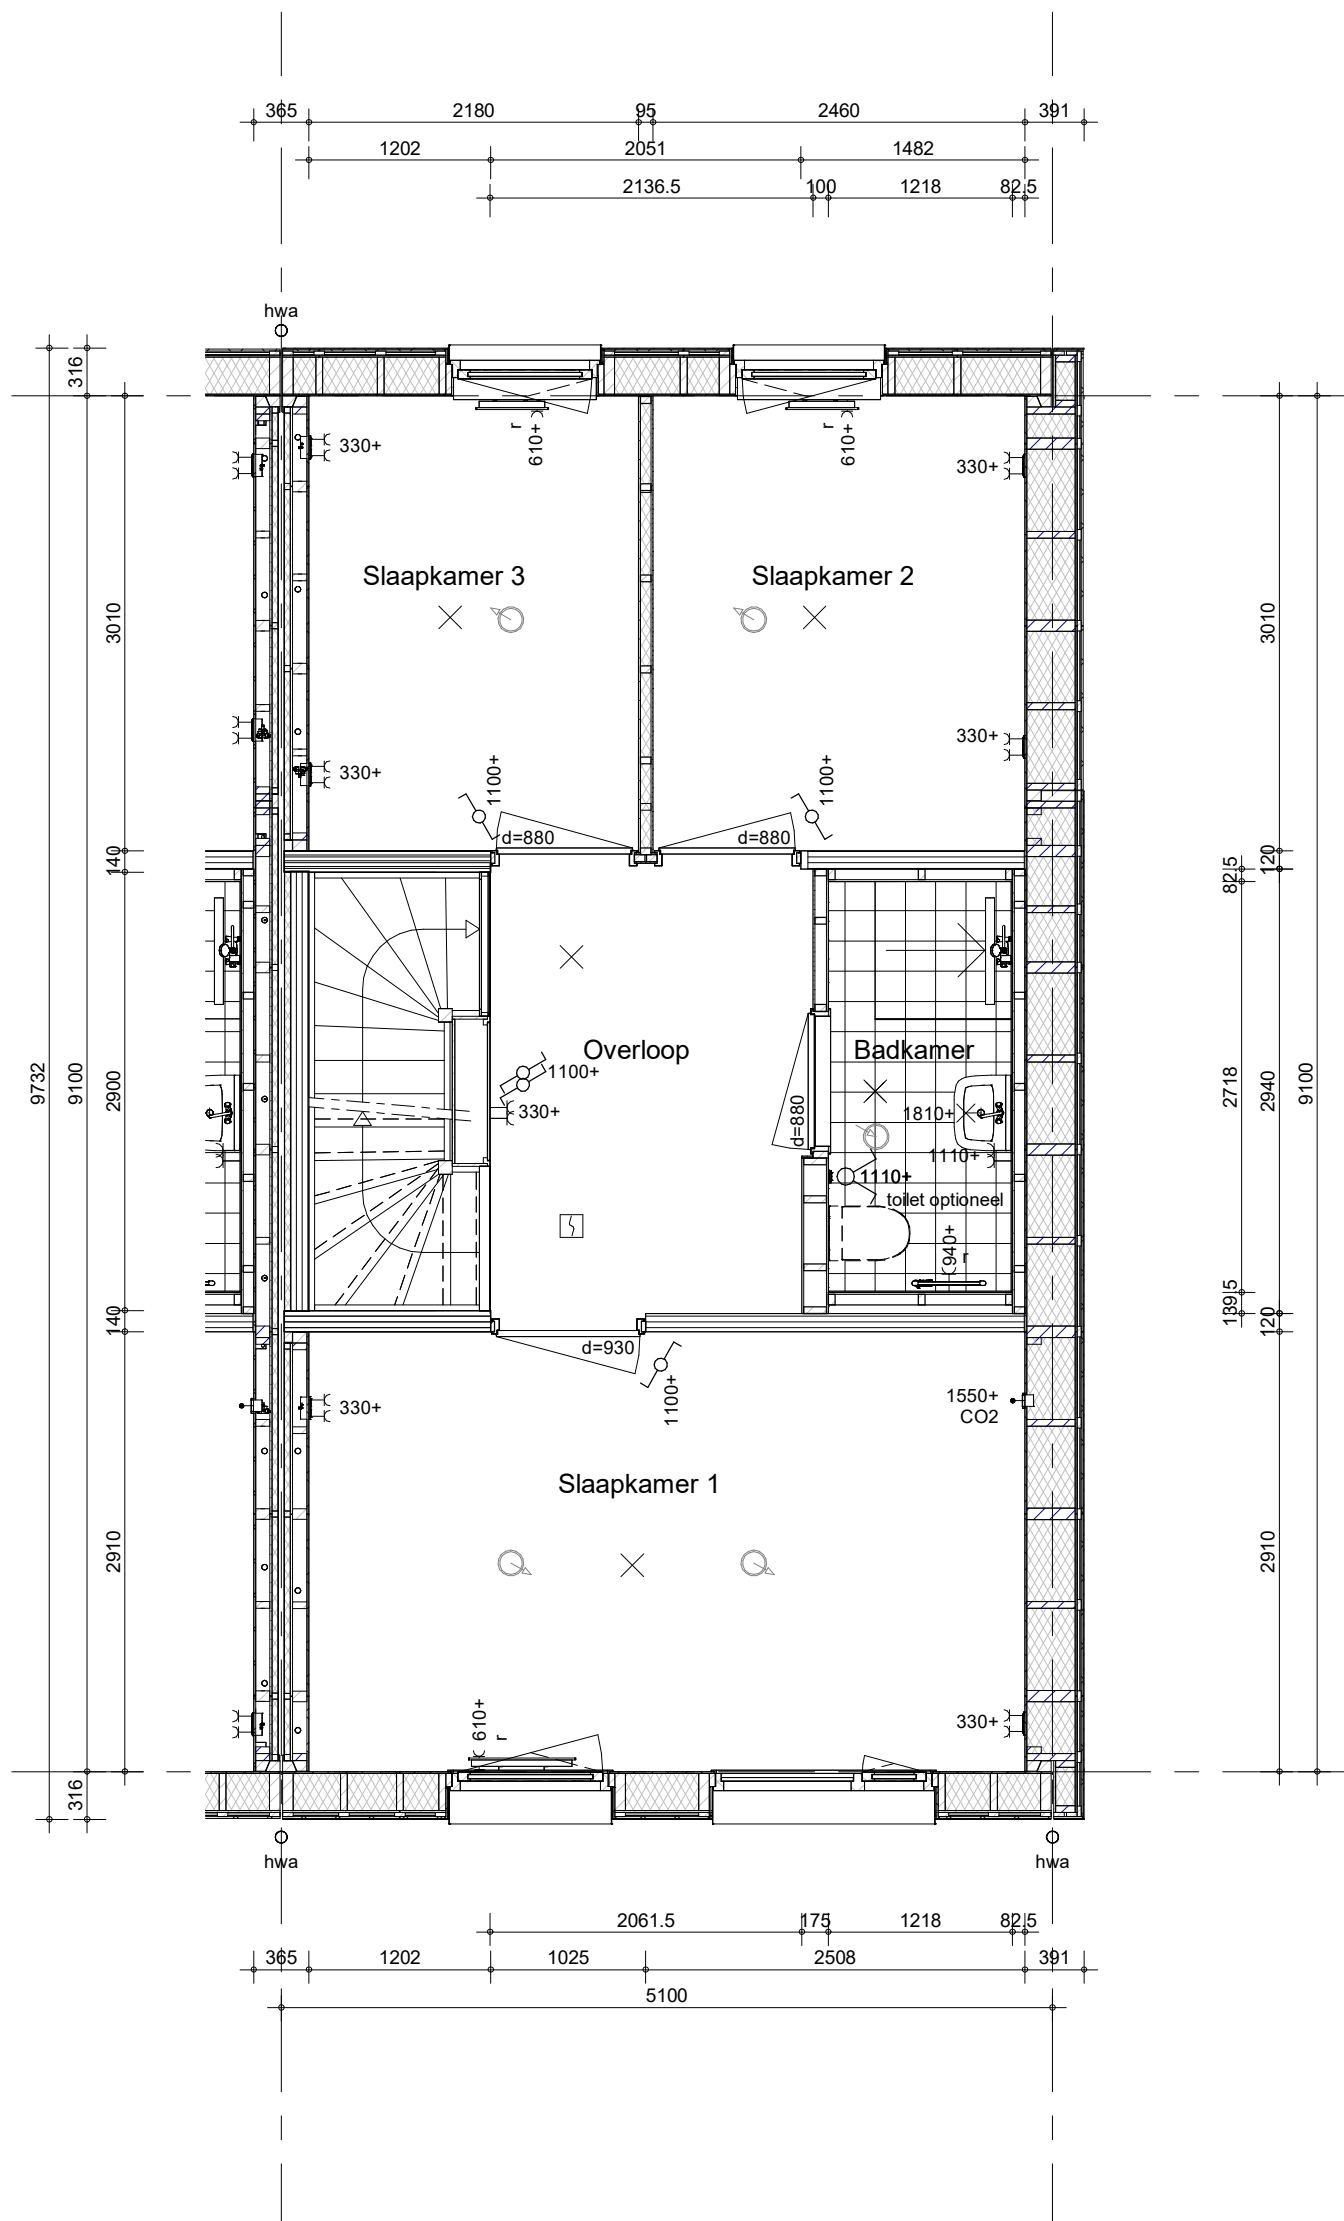 365 2180 95 2460 391
1202 2051 1482
2136.5 100 1218 82.5
hwa
316
610+ r
610+ r
330+
330+
Slaapkamer 3
Slaapkamer 2
3010
3010
330+
330+
1100+
1100+
d=880
d=880
140
120
82.5
9732
9100
2900
Overloop
Badkamer
1100+
330+
d=880
1810+
1110+
1110+
toilet optioneel
940+ r
2718
2940
9100
140
139.5
120
d=930
1100+
330+
1550+
CO2
Slaapkamer 1
2910
2910
610+ r
330+
316
hwa
hwa
2061.5 175 1218 82.5
365 1202 1025 2508 391
5100